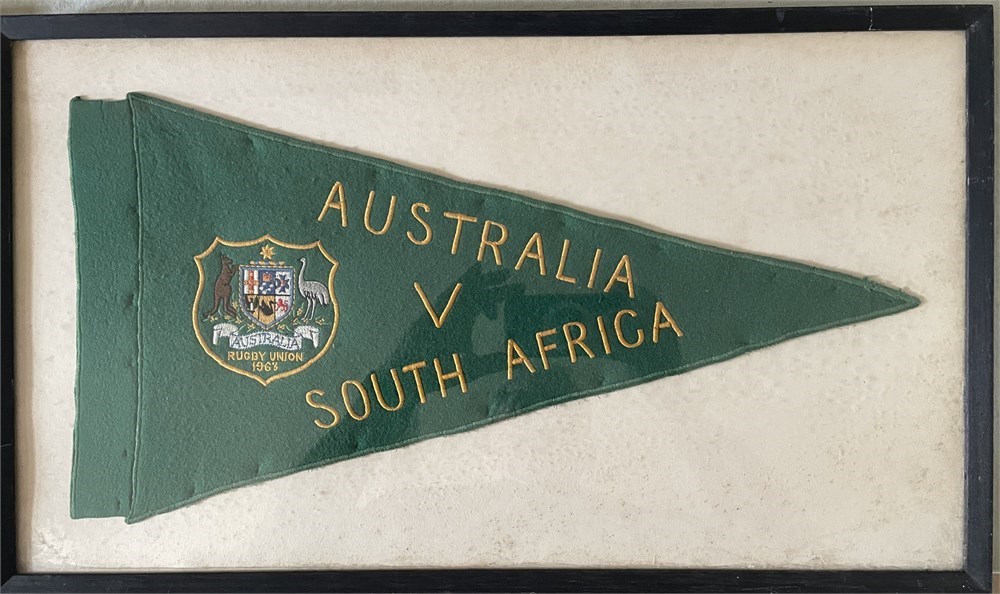 AUSTRALIA
V
SOUTH AFRICA
AUSTRALIA
RUGBY UNION
1963